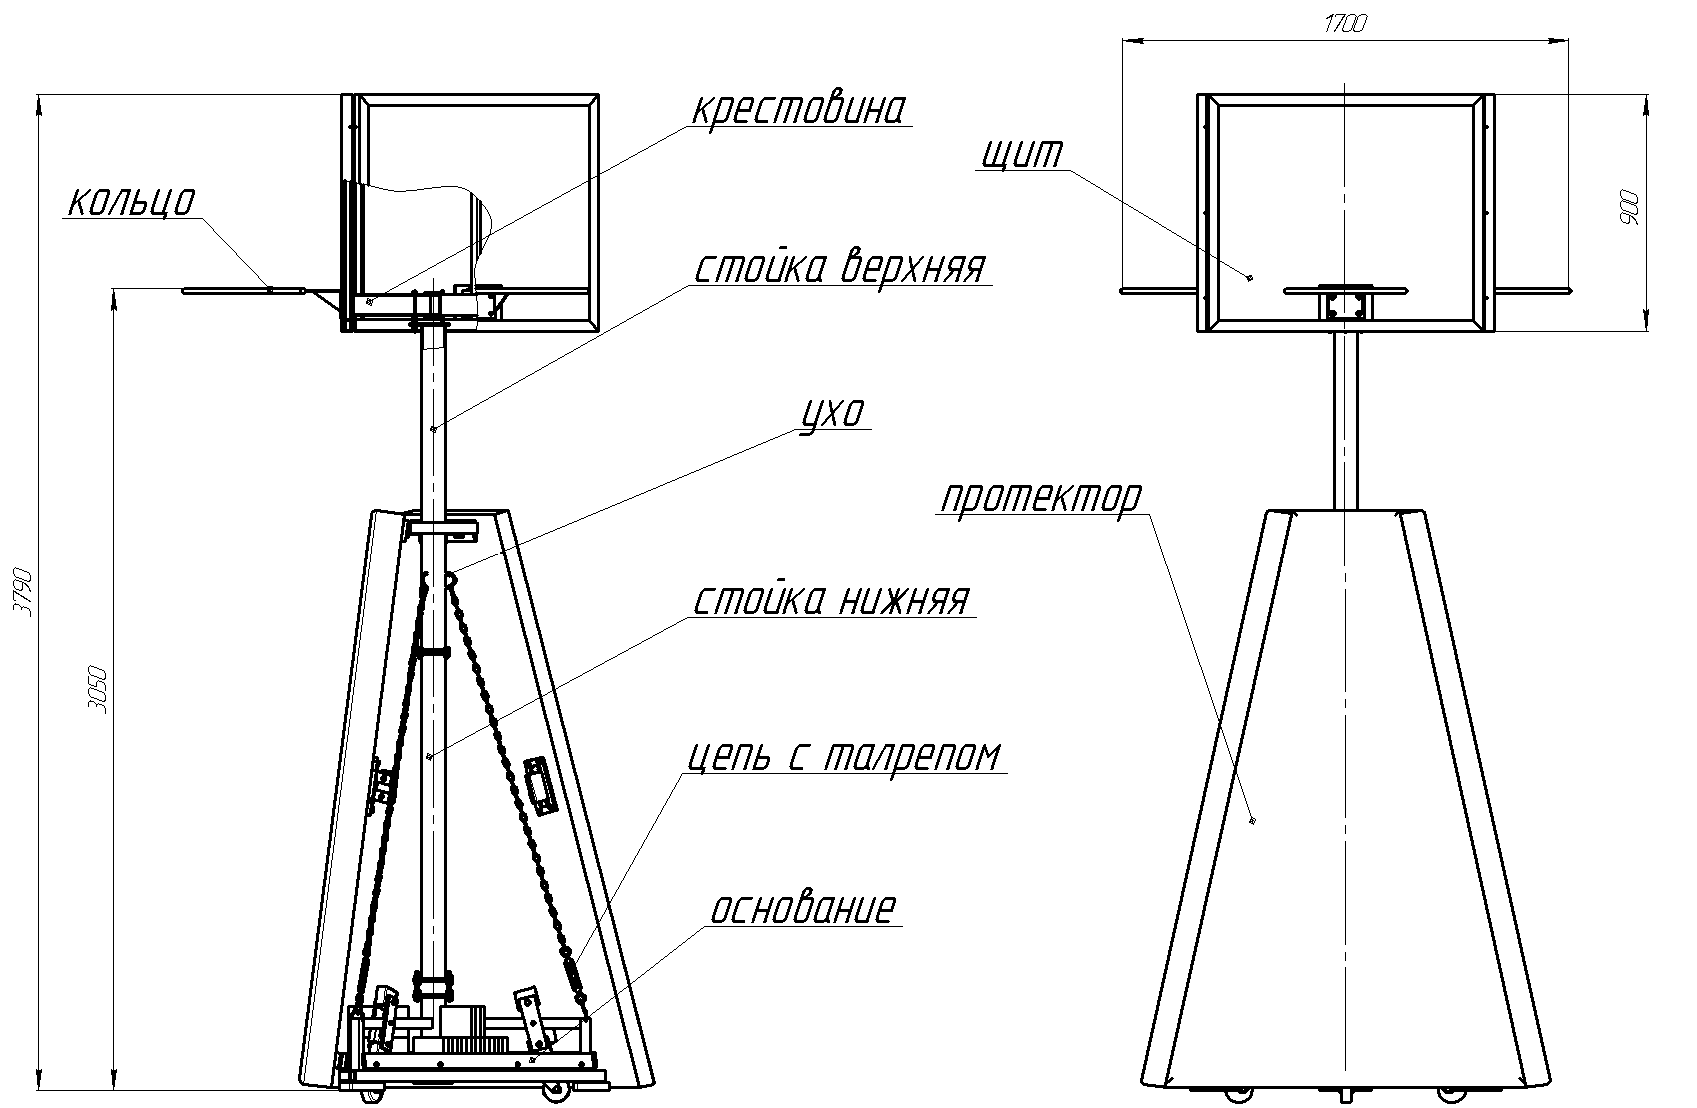 1700
крестовина
щит
кольцо
900
стойка верхняя
ухо
протектор
3790
стойка нижняя
3050
цепь с талрепом
основание